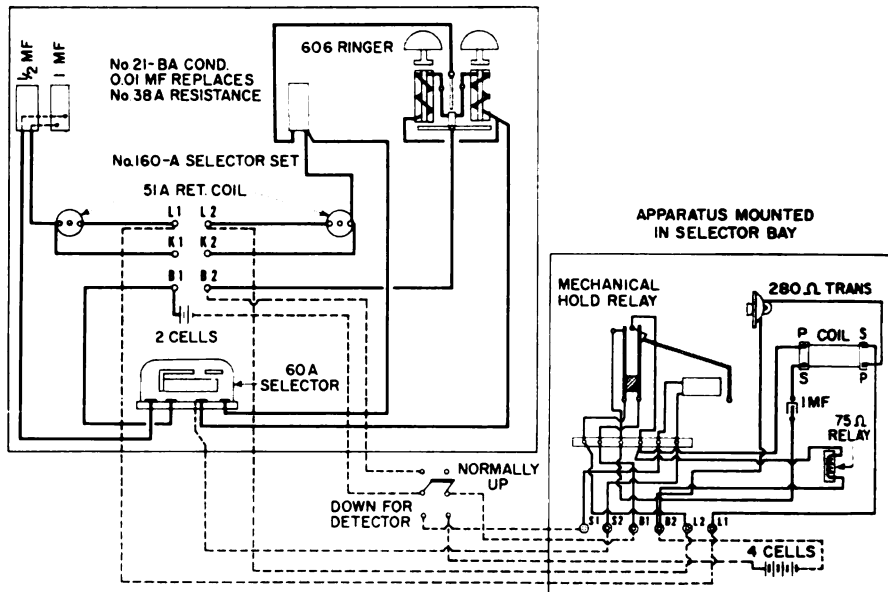 ½ MF
1 MF
No 21-BA COND.
0.01 MF REPLACES
No 38A RESISTANCE
606 RINGER
No. 160-A SELECTOR SET
51A RET. COIL
L1 L2
K1 K2
B1 B2
2 CELLS
60A
SELECTOR
NORMALLY
UP
DOWN FOR
DETECTOR
APPARATUS MOUNTED
IN SELECTOR BAY
MECHANICAL
HOLD RELAY
280 Ω TRANS
P COIL S
S P
1MF
75 Ω
RELAY
S1 S2 B1 B2 L2 L1
4 CELLS